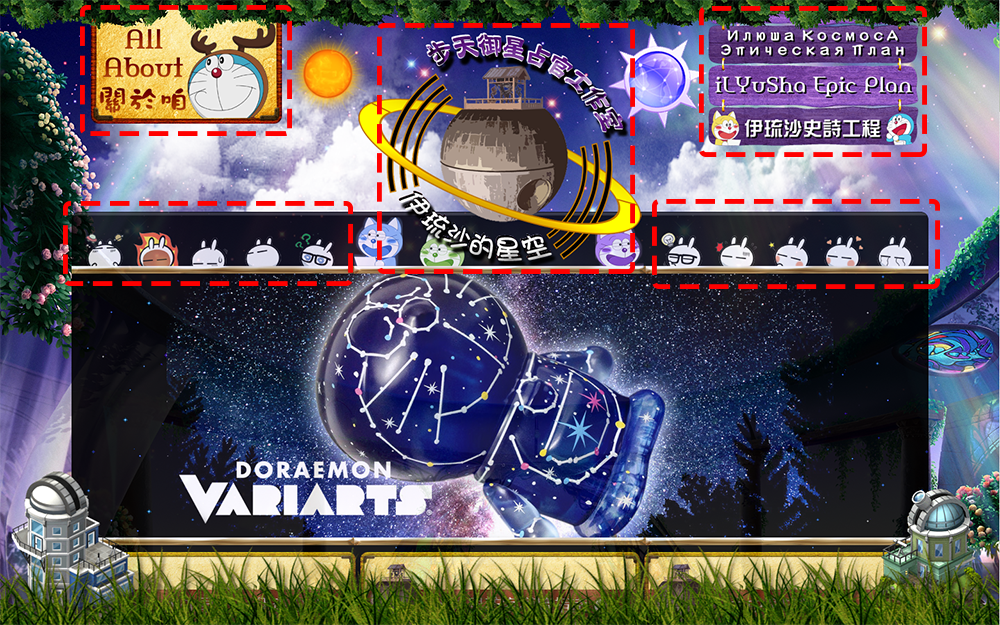 All
About
關於咱
步天御星占官工作室
伊琉沙的星空
Илюша КосмосА
Эпическая План
iLYuSha Epic Plan
伊琉沙史詩工程
DORAEMON
VARIARTS